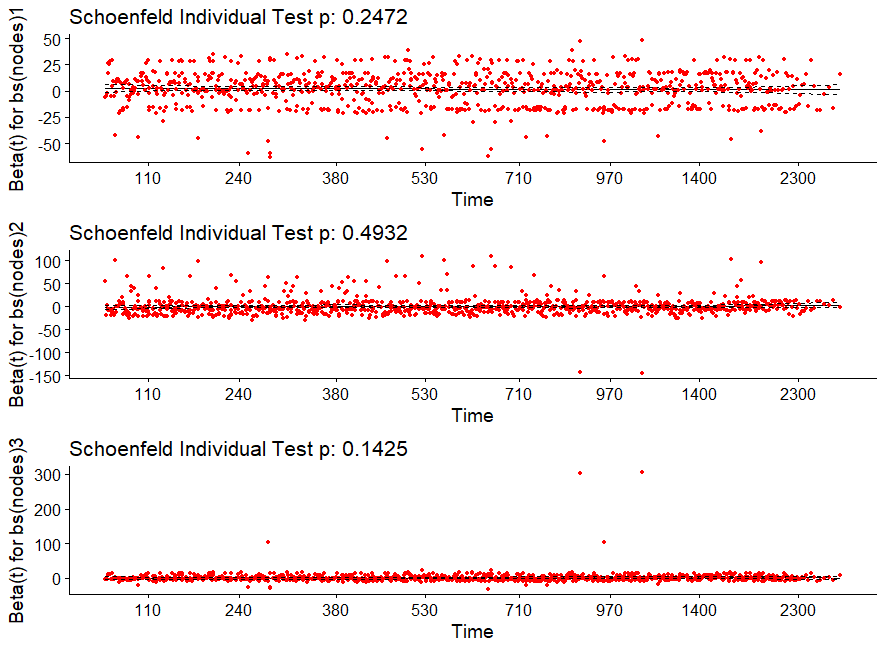 Schoenfeld Individual Test p: 0.2472
Beta(t) for bs(nodes)1
50
25
0
-25
-50
110 240 380 530 710 970 1400 2300
Time
Schoenfeld Individual Test p: 0.4932
Beta(t) for bs(nodes)2
100
50
0
-50
-100
-150
110 240 380 530 710 970 1400 2300
Time
Schoenfeld Individual Test p: 0.1425
Beta(t) for bs(nodes)3
300
200
100
0
110 240 380 530 710 970 1400 2300
Time